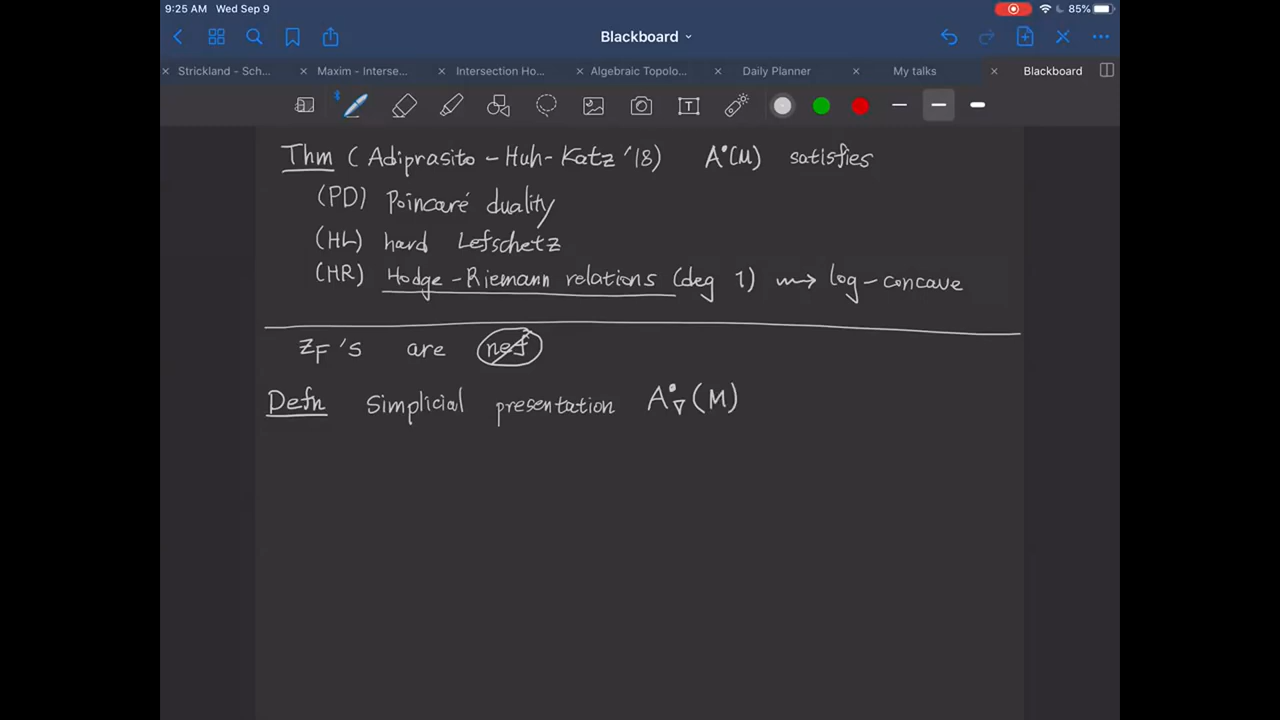 9:25 AM Wed Sep 9
85%
Blackboard
Strickland - Sch...
Maxim - Interse...
Intersection Ho...
Algebraic Topolo...
Daily Planner
My talks
Blackboard
Thm (Adiprasito - Huh - Katz '18) A•(M) satisfies
(PD) Poincaré duality
(HL) hard Lefschetz
(HR) Hodge - Riemann relations (deg 1) ⇝ log - concave
z_F 's are nef
Defn Simplicial presentation A•_∇(M)